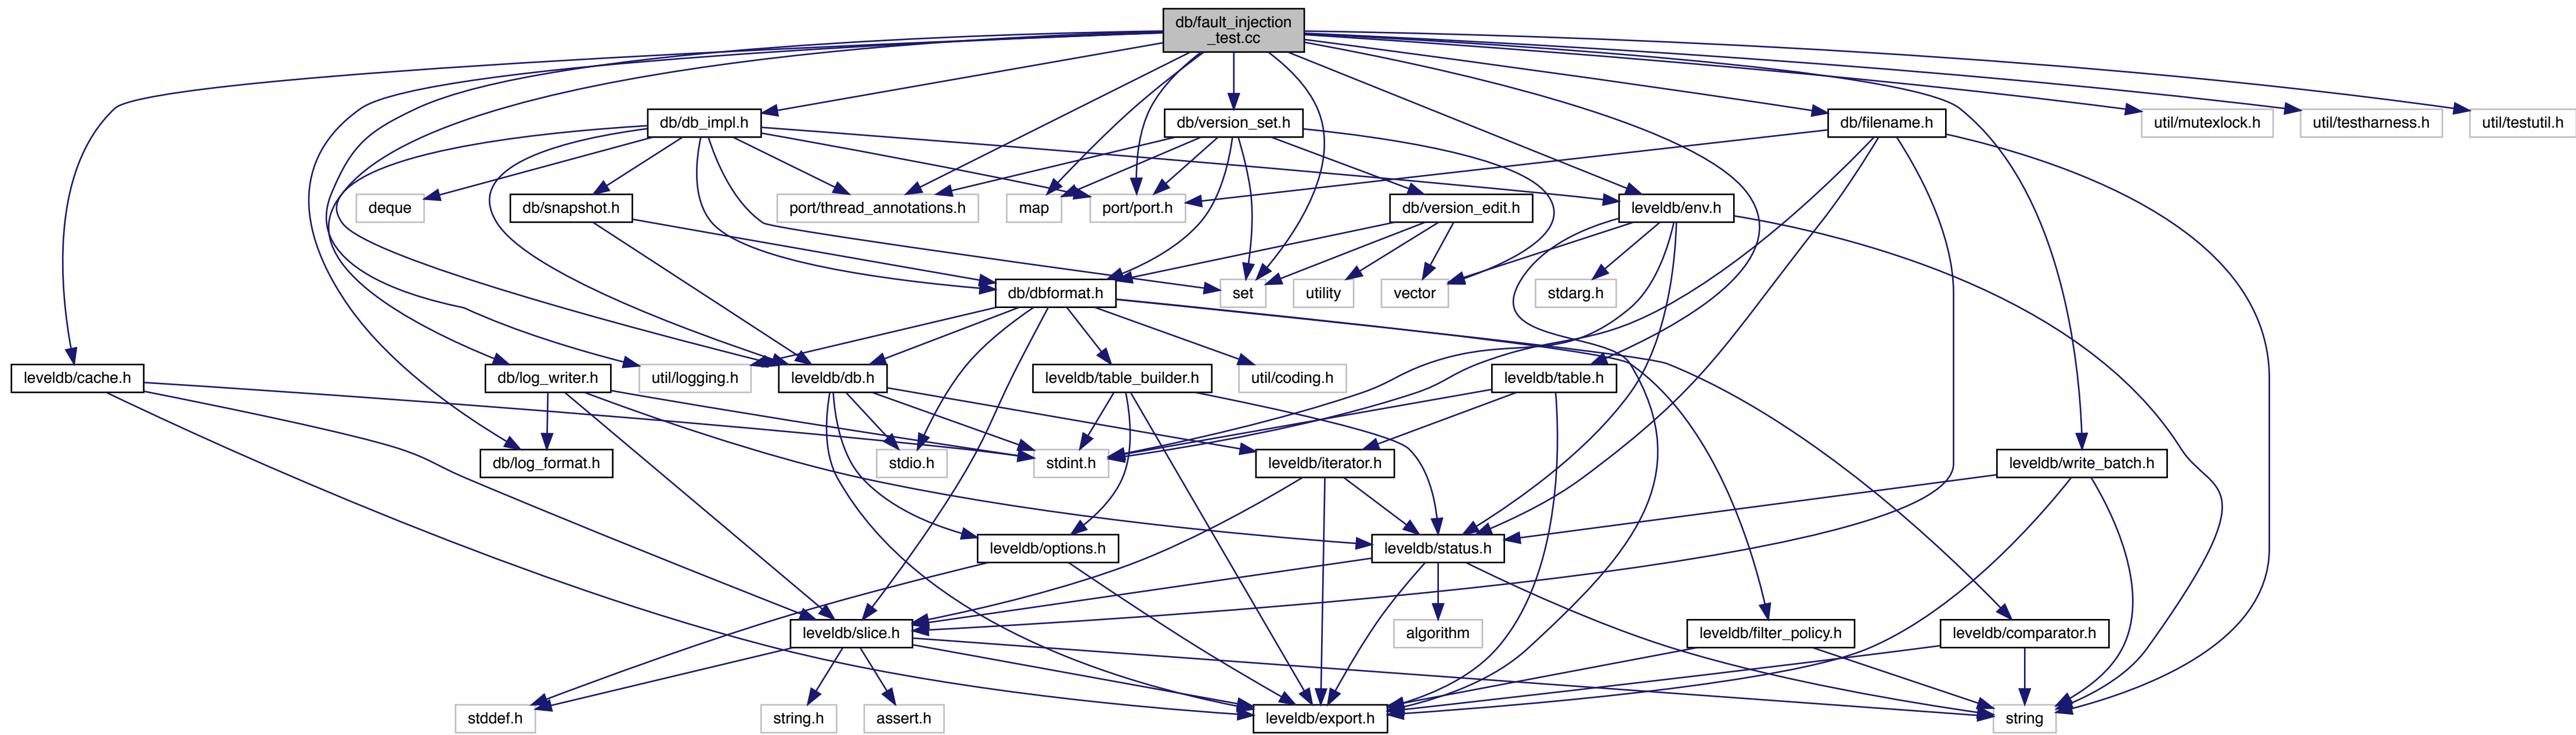 db/fault_injection
_test.cc
db/db_impl.h
db/version_set.h
db/filename.h
util/mutexlock.h
util/testharness.h
util/testutil.h
deque
db/snapshot.h
port/thread_annotations.h
map
port/port.h
db/version_edit.h
leveldb/env.h
db/dbformat.h
set
utility
vector
stdarg.h
leveldb/cache.h
db/log_writer.h
util/logging.h
leveldb/db.h
leveldb/table_builder.h
util/coding.h
leveldb/table.h
db/log_format.h
stdio.h
stdint.h
leveldb/iterator.h
leveldb/write_batch.h
leveldb/options.h
leveldb/status.h
leveldb/slice.h
algorithm
leveldb/filter_policy.h
leveldb/comparator.h
stddef.h
string.h
assert.h
leveldb/export.h
string